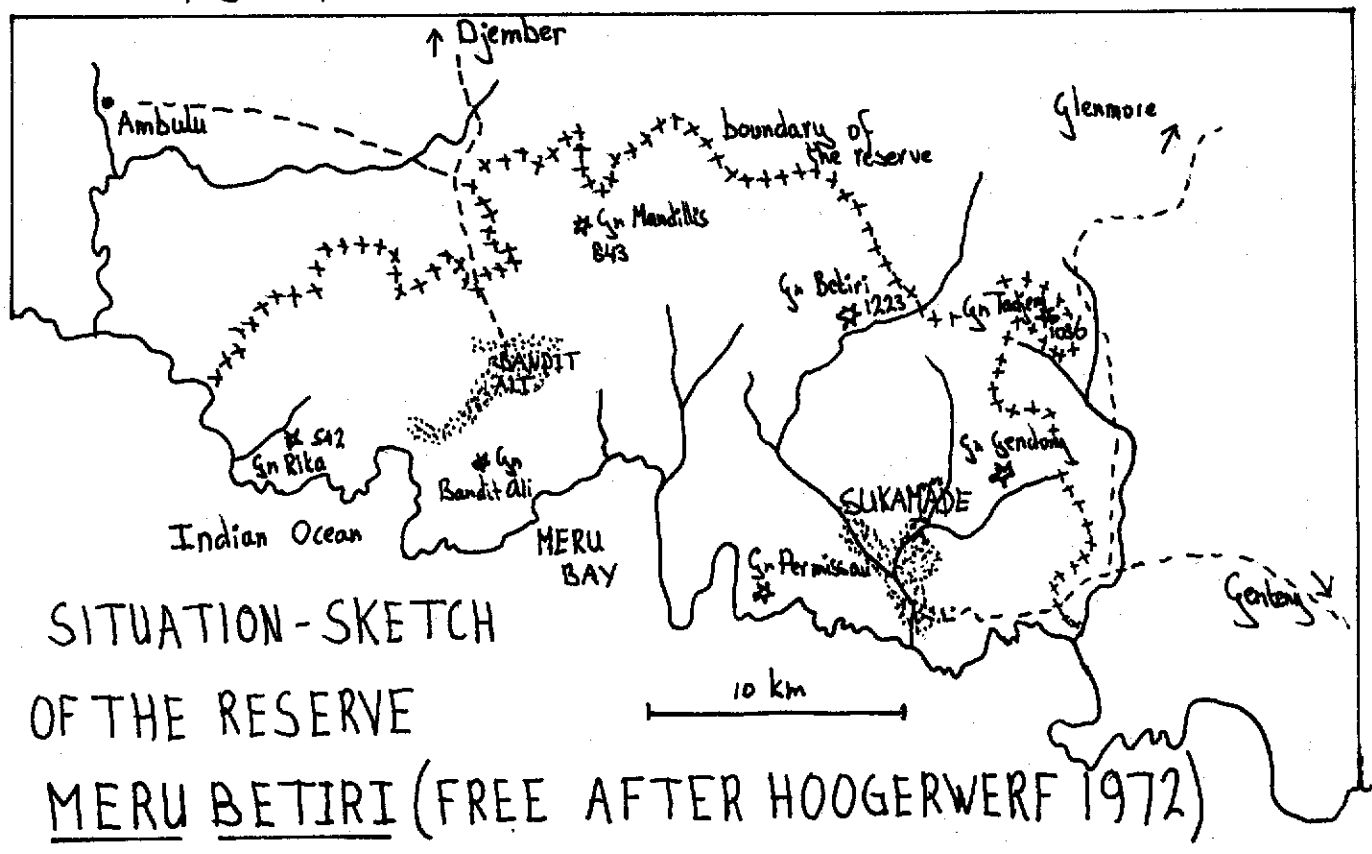 Djember
Ambulu
Glenmore
boundary of
the reserve
Gn Mandilis
843
Gn Betiri
1223
Gn
1036
BANDIT
ALI
542
Gn Rika
Gn
Bandit Ali
Gn Gendong
SUKAMADE
Indian Ocean
MERU
BAY
Gn Permisan
Genteng
SITUATION-SKETCH
OF THE RESERVE
10 km
MERU BETIRI (FREE AFTER HOOGERWERF 1972)